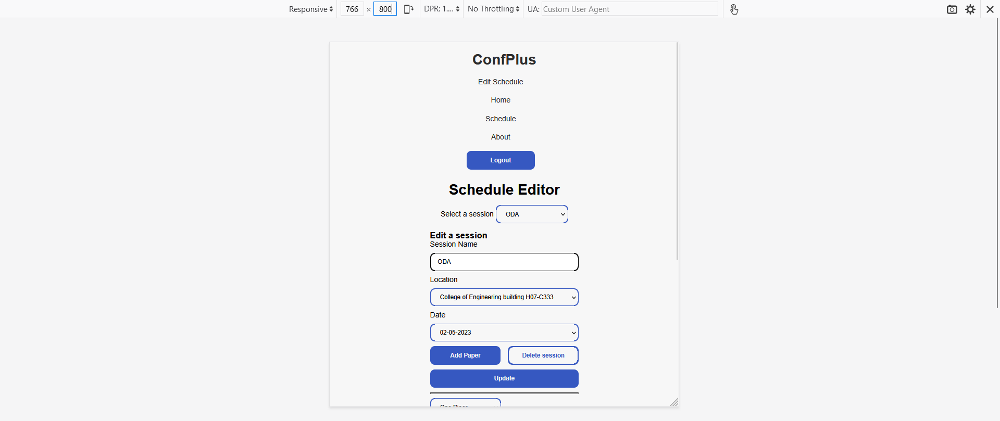 Responsive 766 × 800 DPR: 1.... No Throttling UA: Custom User Agent
ConfPlus
Edit Schedule
Home
Schedule
About
Logout
Schedule Editor
Select a session ODA
Edit a session
Session Name
ODA
Location
College of Engineering building H07-C333
Date
02-05-2023
Add Paper Delete session
Update
One Piece